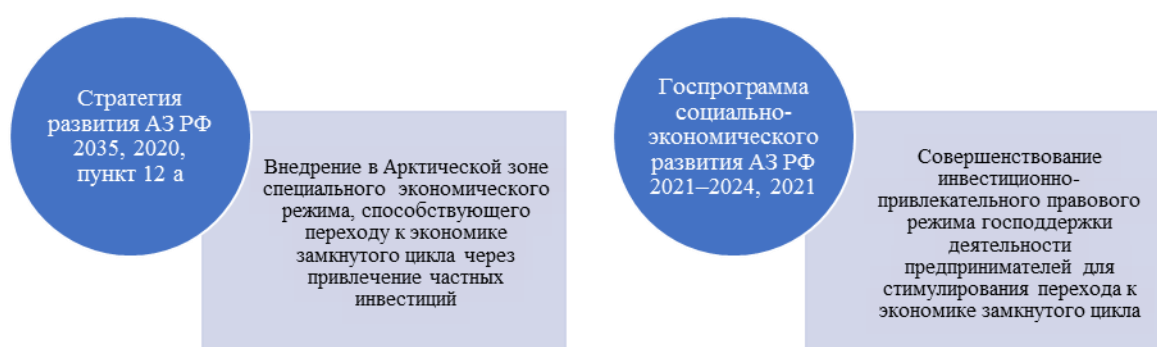 Стратегия
развития АЗ РФ
2035, 2020,
пункт 12 а
Внедрение в Арктической зоне
специального экономического
режима, способствующего
переходу к экономике
замкнутого цикла через
привлечение частных
инвестиций
Госпрограмма
социально-
экономического
развития АЗ РФ
2021–2024, 2021
Совершенствование
инвестиционно-
привлекательного правового
режима господдержки
деятельности
предпринимателей для
стимулирования перехода к
экономике замкнутого цикла